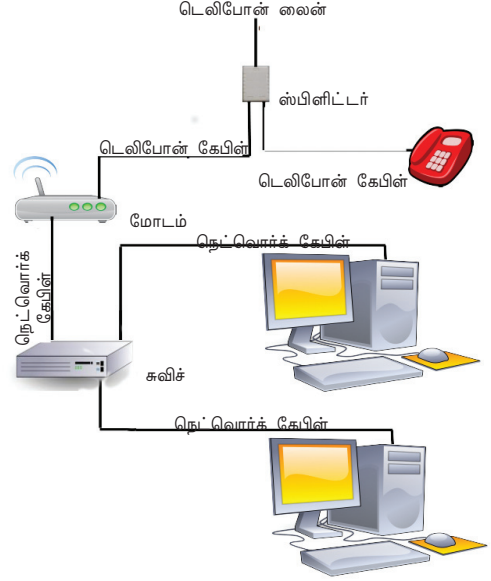 டெலிபோன் லைன்
ஸ்பிளிட்டர்
டெலிபோன் கேபிள்
டெலிபோன் கேபிள்
மோடம்
நெட்வொர்க் கேபிள்
நெட்வொர்க்
கேபிள்
சுவிச்
நெட்வொர்க் கேபிள்